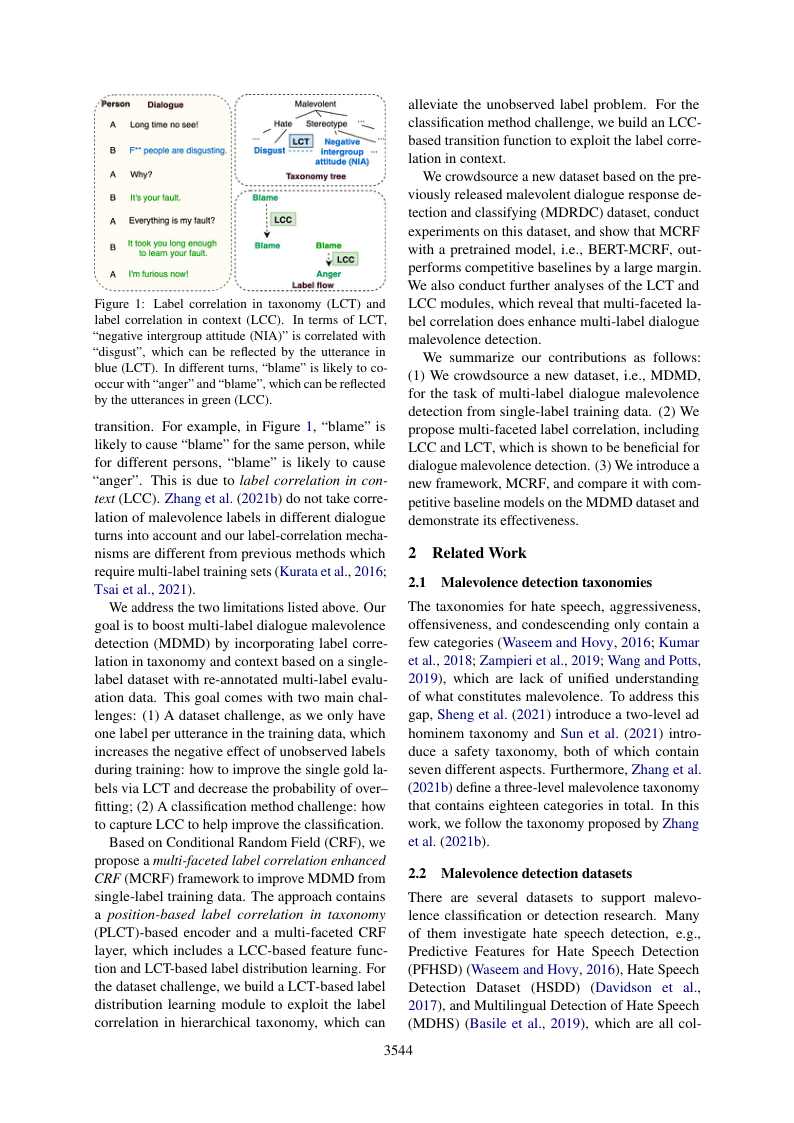 Person Dialogue
A Long time no see!
B F** people are disgusting.
A Why?
B It's your fault.
A Everything is my fault?
B It took you long enough
to learn your fault.
A I'm furious now!
Malevolent
Hate Stereotype ...
... LCT ...
Disgust Negative ...
intergroup
attitude (NIA)
Taxonomy tree
Blame
LCC
Blame Blame
LCC
Anger
Label flow
Figure 1: Label correlation in taxonomy (LCT) and
label correlation in context (LCC). In terms of LCT,
“negative intergroup attitude (NIA)” is correlated with
“disgust”, which can be reflected by the utterance in
blue (LCT). In different turns, “blame” is likely to co-
occur with “anger” and “blame”, which can be reflected
by the utterances in green (LCC).
transition. For example, in Figure 1, “blame” is
likely to cause “blame” for the same person, while
for different persons, “blame” is likely to cause
“anger”. This is due to label correlation in con-
text (LCC). Zhang et al. (2021b) do not take corre-
lation of malevolence labels in different dialogue
turns into account and our label-correlation mecha-
nisms are different from previous methods which
require multi-label training sets (Kurata et al., 2016;
Tsai et al., 2021).
We address the two limitations listed above. Our
goal is to boost multi-label dialogue malevolence
detection (MDMD) by incorporating label corre-
lation in taxonomy and context based on a single-
label dataset with re-annotated multi-label evalu-
ation data. This goal comes with two main chal-
lenges: (1) A dataset challenge, as we only have
one label per utterance in the training data, which
increases the negative effect of unobserved labels
during training: how to improve the single gold la-
bels via LCT and decrease the probability of over–
fitting; (2) A classification method challenge: how
to capture LCC to help improve the classification.
Based on Conditional Random Field (CRF), we
propose a multi-faceted label correlation enhanced
CRF (MCRF) framework to improve MDMD from
single-label training data. The approach contains
a position-based label correlation in taxonomy
(PLCT)-based encoder and a multi-faceted CRF
layer, which includes a LCC-based feature func-
tion and LCT-based label distribution learning. For
the dataset challenge, we build a LCT-based label
distribution learning module to exploit the label
correlation in hierarchical taxonomy, which can
alleviate the unobserved label problem. For the
classification method challenge, we build an LCC-
based transition function to exploit the label corre-
lation in context.
We crowdsource a new dataset based on the pre-
viously released malevolent dialogue response de-
tection and classifying (MDRDC) dataset, conduct
experiments on this dataset, and show that MCRF
with a pretrained model, i.e., BERT-MCRF, out-
performs competitive baselines by a large margin.
We also conduct further analyses of the LCT and
LCC modules, which reveal that multi-faceted la-
bel correlation does enhance multi-label dialogue
malevolence detection.
We summarize our contributions as follows:
(1) We crowdsource a new dataset, i.e., MDMD,
for the task of multi-label dialogue malevolence
detection from single-label training data. (2) We
propose multi-faceted label correlation, including
LCC and LCT, which is shown to be beneficial for
dialogue malevolence detection. (3) We introduce a
new framework, MCRF, and compare it with com-
petitive baseline models on the MDMD dataset and
demonstrate its effectiveness.
2 Related Work
2.1 Malevolence detection taxonomies
The taxonomies for hate speech, aggressiveness,
offensiveness, and condescending only contain a
few categories (Waseem and Hovy, 2016; Kumar
et al., 2018; Zampieri et al., 2019; Wang and Potts,
2019), which are lack of unified understanding
of what constitutes malevolence. To address this
gap, Sheng et al. (2021) introduce a two-level ad
hominem taxonomy and Sun et al. (2021) intro-
duce a safety taxonomy, both of which contain
seven different aspects. Furthermore, Zhang et al.
(2021b) define a three-level malevolence taxonomy
that contains eighteen categories in total. In this
work, we follow the taxonomy proposed by Zhang
et al. (2021b).
2.2 Malevolence detection datasets
There are several datasets to support malevo-
lence classification or detection research. Many
of them investigate hate speech detection, e.g.,
Predictive Features for Hate Speech Detection
(PFHSD) (Waseem and Hovy, 2016), Hate Speech
Detection Dataset (HSDD) (Davidson et al.,
2017), and Multilingual Detection of Hate Speech
(MDHS) (Basile et al., 2019), which are all col-
3544